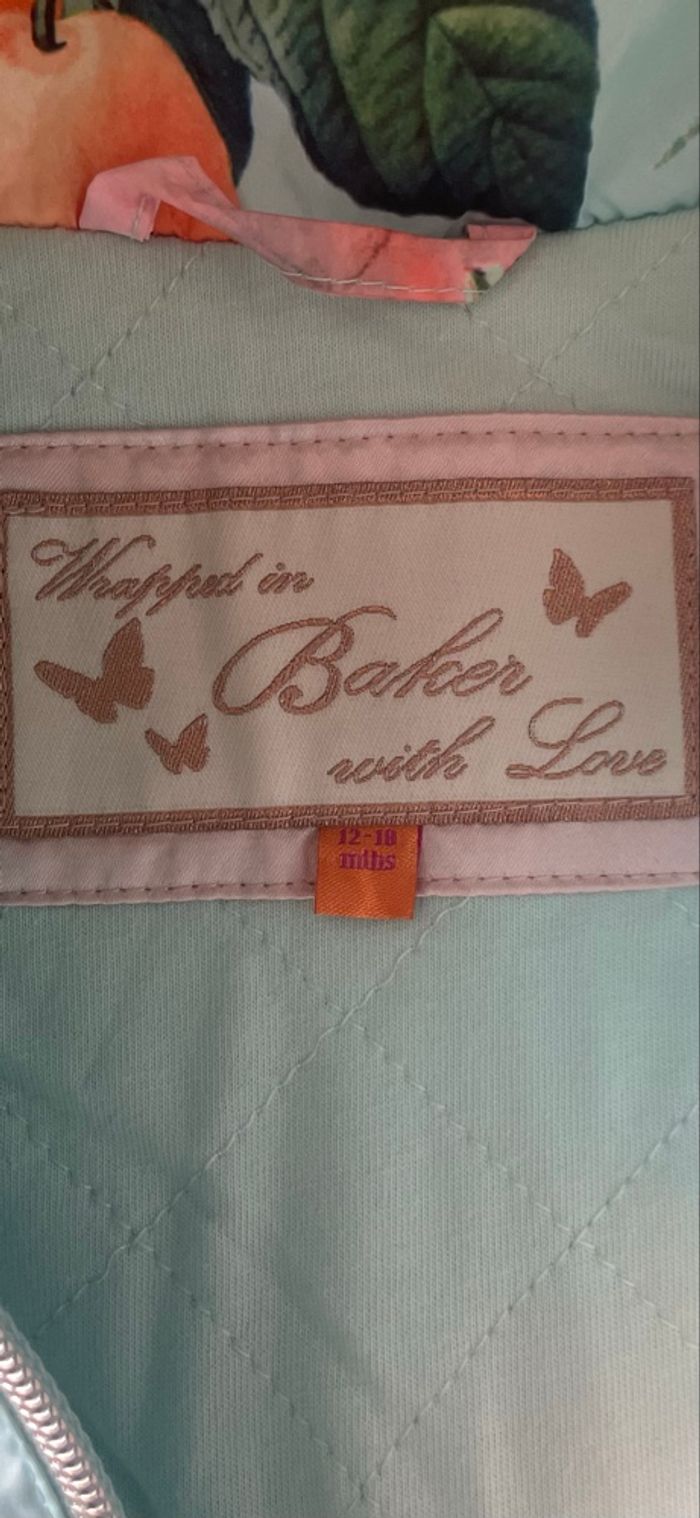 Wrapped in
Baker
with Love
12-18
mths